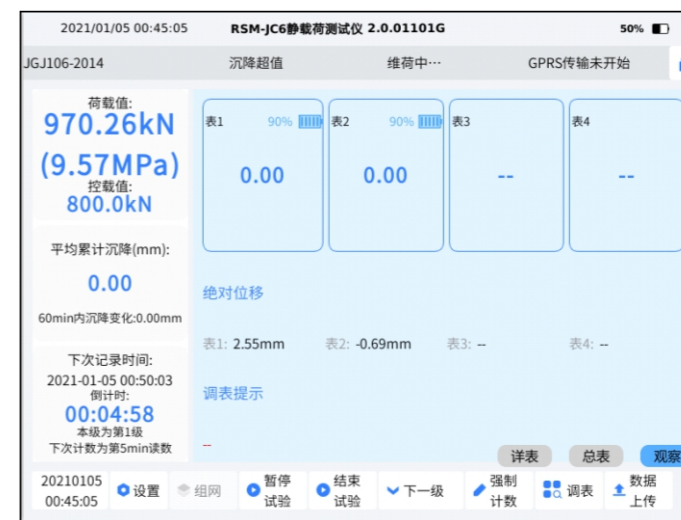 2021/01/05 00:45:05 RSM-JC6静载荷测试仪 2.0.01101G 50%
JGJ106-2014 沉降超值 维荷中… GPRS传输未开始
荷载值:
970.26kN
(9.57MPa)
控载值:
800.0kN
表1 90% 表2 90% 表3 表4
0.00 0.00 -- --
平均累计沉降(mm):
0.00
60min内沉降变化:0.00mm
绝对位移
表1: 2.55mm 表2: -0.69mm 表3: -- 表4: --
下次记录时间:
2021-01-05 00:50:03
倒计时:
00:04:58
本级为第1级
下次计数为第5min读数
调表提示
--
详表 总表 观察
20210105
00:45:05
设置 组网
暂停
试验
结束
试验
下一级
强制
计数
调表
数据
上传